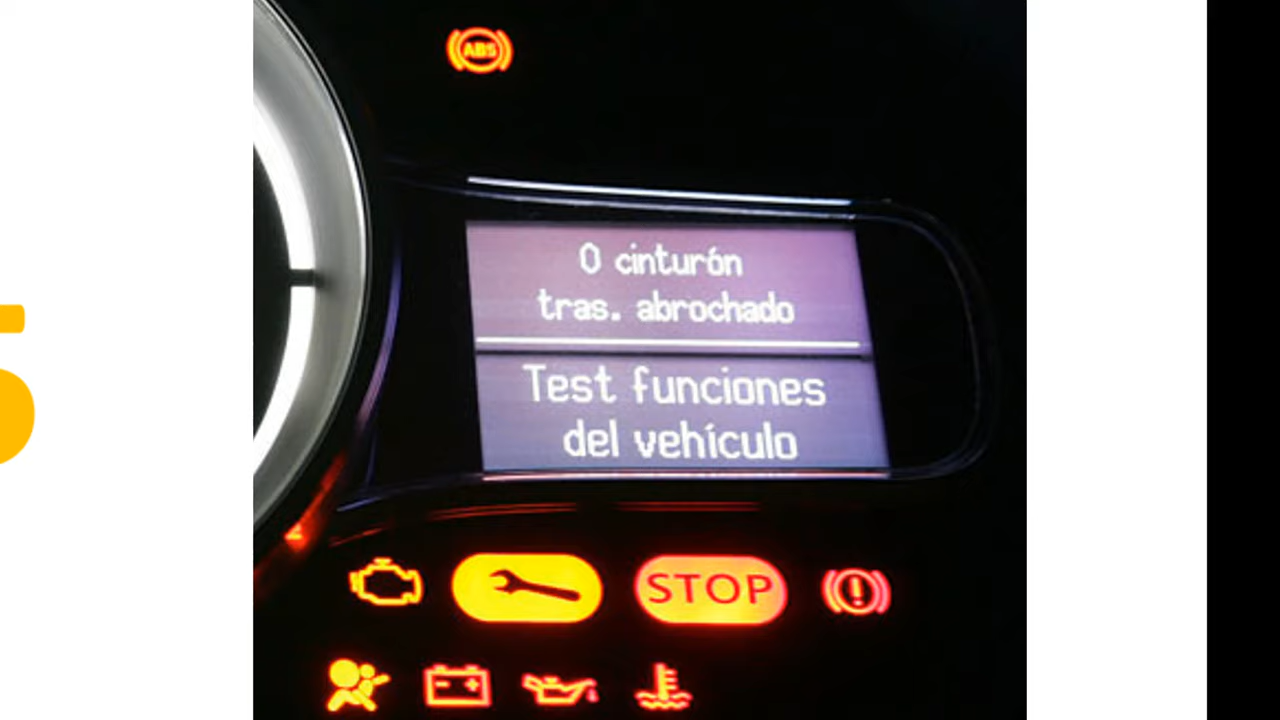 ABS
0 cinturón
tras. abrochado
Test funciones
del vehículo
STOP